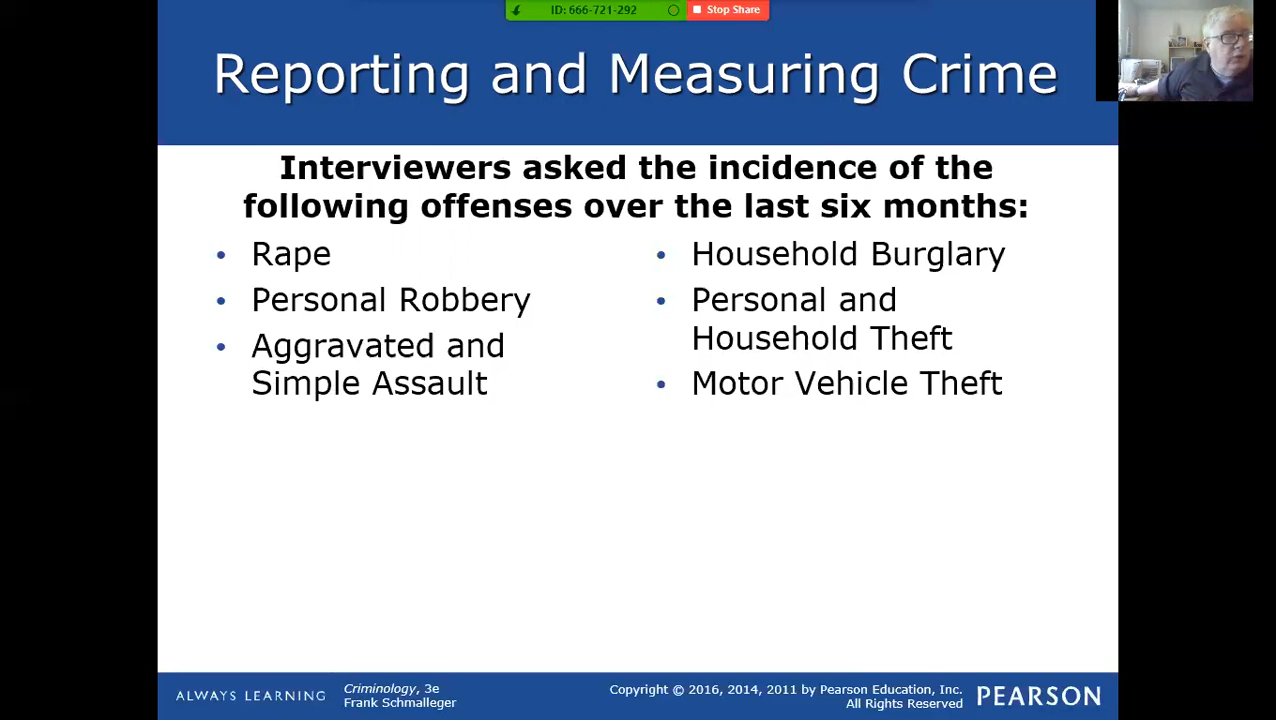 ID: 666-721-292
Stop Share
Reporting and Measuring Crime
Interviewers asked the incidence of the
following offenses over the last six months:
• Rape
• Personal Robbery
• Aggravated and
Simple Assault
• Household Burglary
• Personal and
Household Theft
• Motor Vehicle Theft
ALWAYS LEARNING
Criminology, 3e
Frank Schmalleger
Copyright © 2016, 2014, 2011 by Pearson Education, Inc.
All Rights Reserved
PEARSON